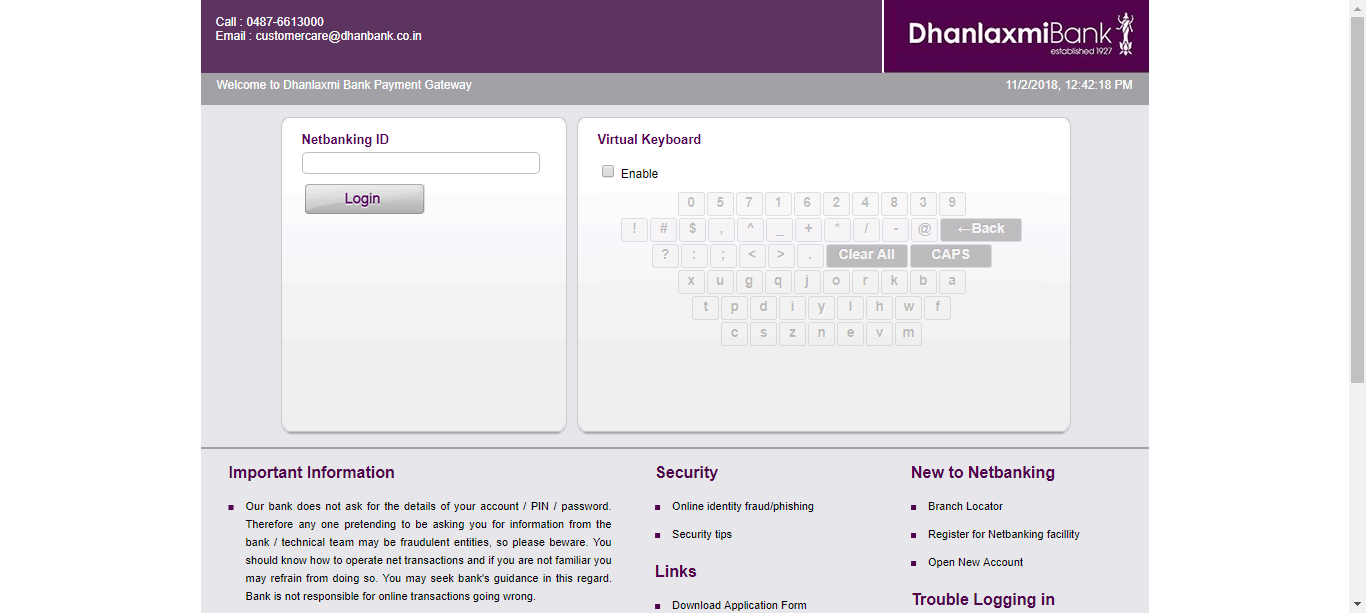 Call : 0487-6613000
Email : customercare@dhanbank.co.in
DhanlaxmiBank
established 1927
Welcome to Dhanlaxmi Bank Payment Gateway
11/2/2018, 12:42:18 PM
Netbanking ID
Login
Virtual Keyboard
Enable
0 5 7 1 6 2 4 8 3 9
! # $ , ^ _ + * / - @ ←Back
? : ; < > . Clear All CAPS
x u g q j o r k b a
t p d i y l h w f
c s z n e v m
Important Information
Our bank does not ask for the details of your account / PIN / password.
Therefore any one pretending to be asking you for information from the
bank / technical team may be fraudulent entities, so please beware. You
should know how to operate net transactions and if you are not familiar you
may refrain from doing so. You may seek bank's guidance in this regard.
Bank is not responsible for online transactions going wrong.
Security
Online identity fraud/phishing
Security tips
Links
Download Application Form
New to Netbanking
Branch Locator
Register for Netbanking facillity
Open New Account
Trouble Logging in